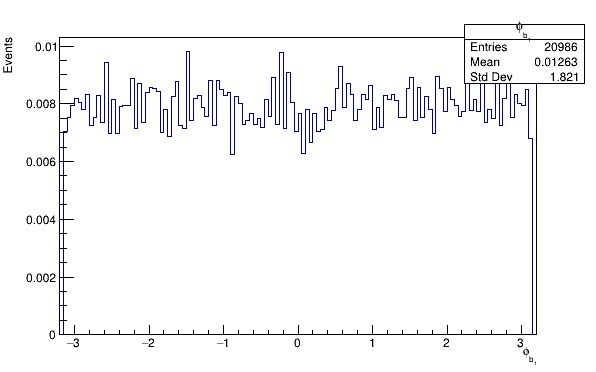 ϕb1
Entries 20986
Mean 0.01263
Std Dev 1.821
Events
0.01
0.008
0.006
0.004
0.002
0
−3 −2 −1 0 1 2 3
ϕb1